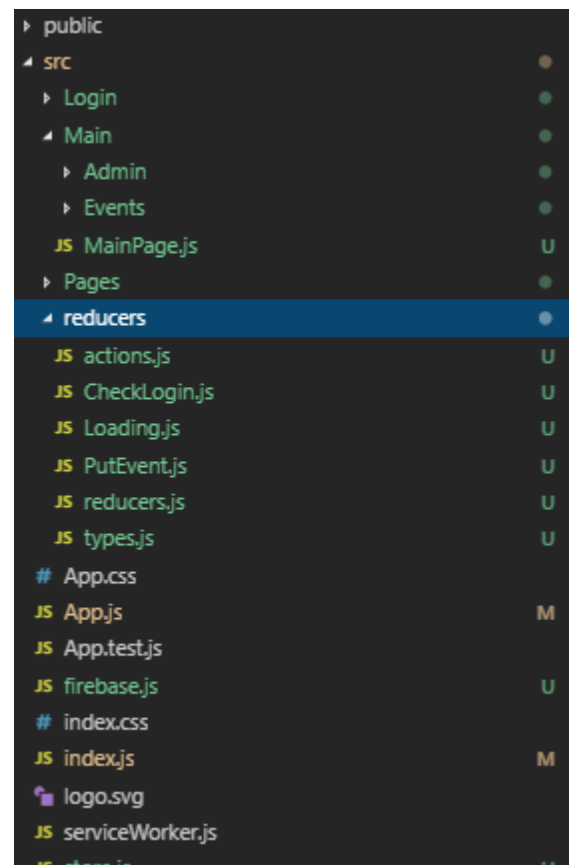 public
src
Login
Main
Admin
Events
JS MainPage.js U
Pages
reducers
JS actions.js U
JS CheckLogin.js U
JS Loading.js U
JS PutEvent.js U
JS reducers.js U
JS types.js U
# App.css
JS App.js M
JS App.test.js
JS firebase.js U
# index.css
JS index.js M
logo.svg
JS serviceWorker.js